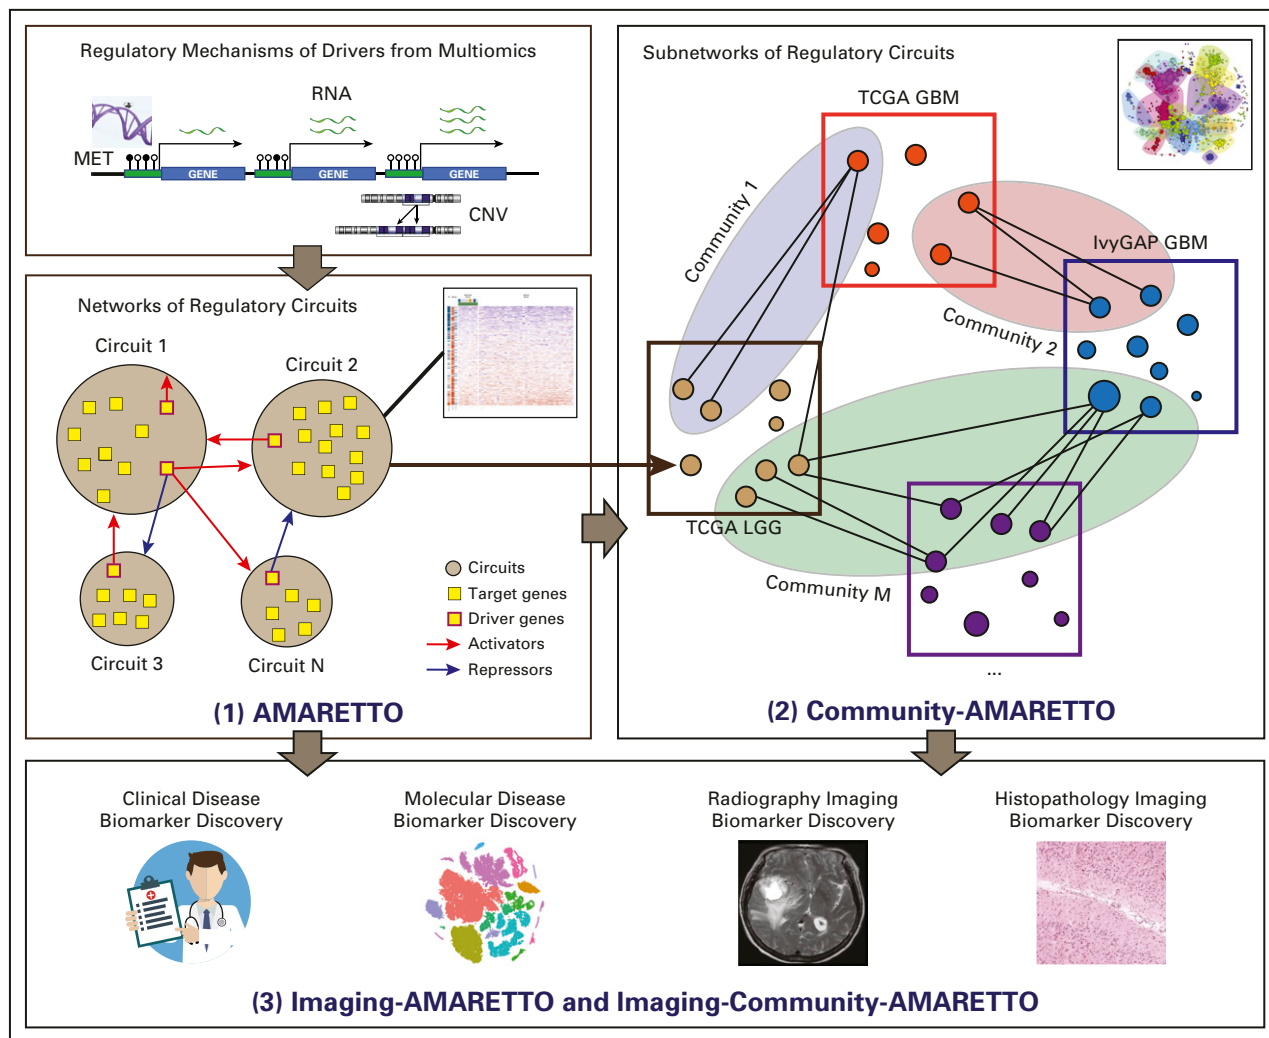 Regulatory Mechanisms of Drivers from Multiomics
RNA
MET
GENE
GENE
GENE
CNV
Networks of Regulatory Circuits
Circuit 1
Circuit 2
Circuit 3
Circuit N
Circuits
Target genes
Driver genes
Activators
Repressors
(1) AMARETTO
Subnetworks of Regulatory Circuits
TCGA GBM
Community 1
IvyGAP GBM
Community 2
TCGA LGG
Community M
...
(2) Community-AMARETTO
Clinical Disease
Biomarker Discovery
Molecular Disease
Biomarker Discovery
Radiography Imaging
Biomarker Discovery
Histopathology Imaging
Biomarker Discovery
(3) Imaging-AMARETTO and Imaging-Community-AMARETTO